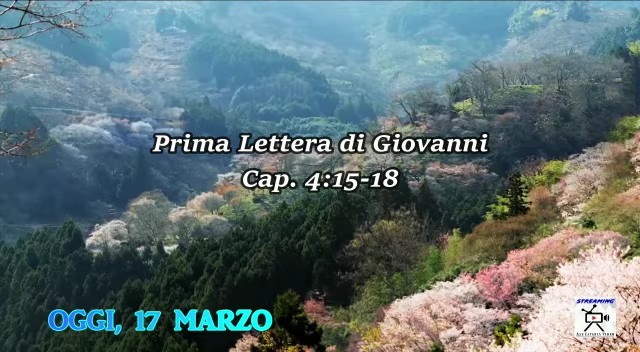 Prima Lettera di Giovanni
Cap. 4:15-18
OGGI, 17 MARZO
STREAMING